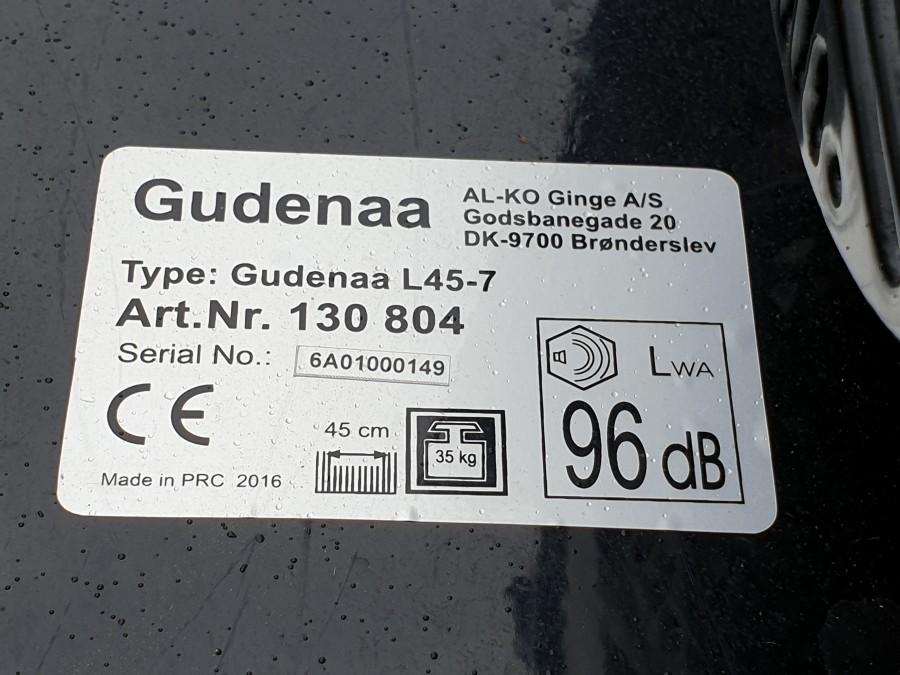 Gudenaa
AL-KO Ginge A/S
Godsbanegade 20
DK-9700 Brønderslev
Type: Gudenaa L45-7
Art.Nr. 130 804
Serial No.: 6A01000149
CE
Made in PRC 2016
45 cm
35 kg
LWA
96 dB